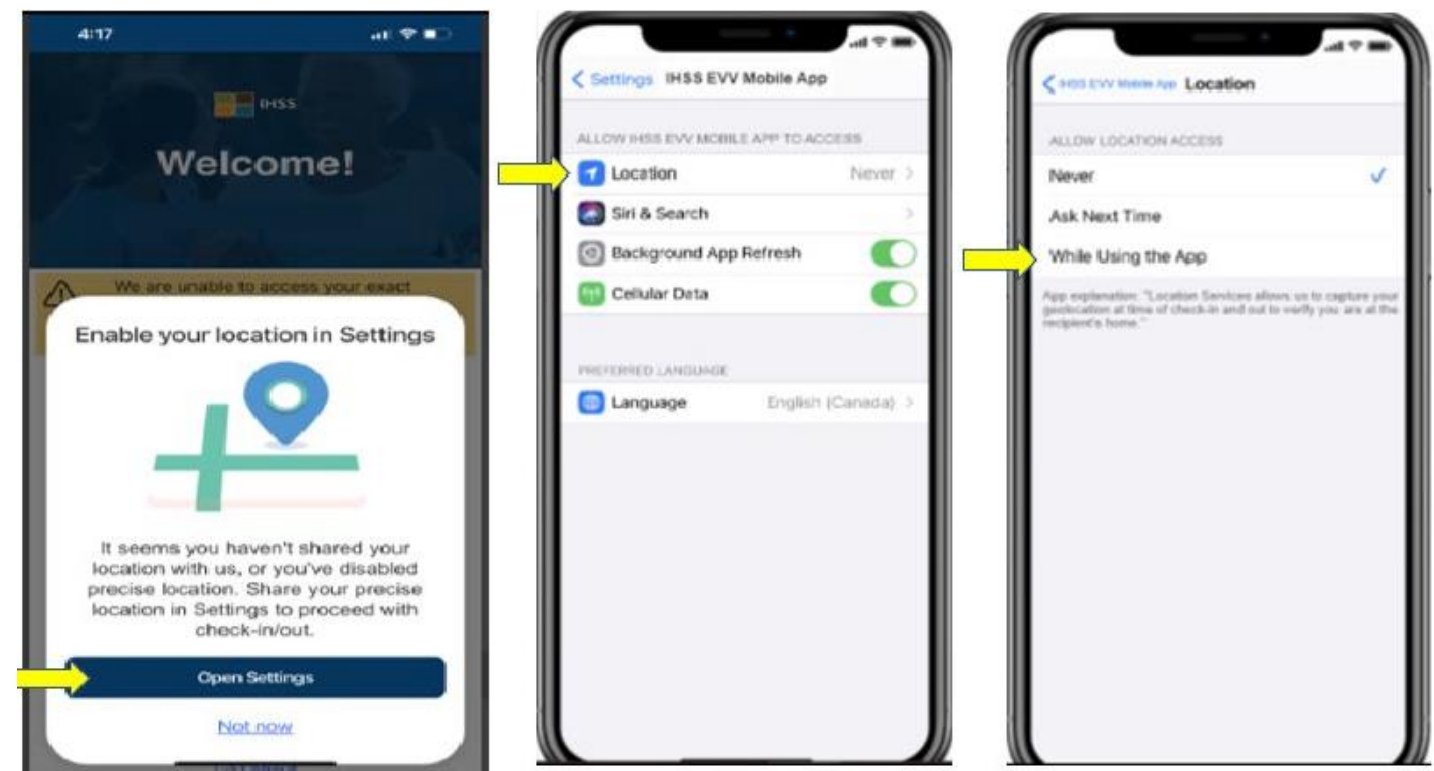 4:17
IHSS
Welcome!
We are unable to access your exact
Enable your location in Settings
It seems you haven't shared your
location with us, or you've disabled
precise location. Share your precise
location in Settings to proceed with
check-in/out.
Open Settings
Not now
Settings IHSS EVV Mobile App
ALLOW IHSS EVV MOBILE APP TO ACCESS
Location Never
Siri & Search
Background App Refresh
Cellular Data
PREFERRED LANGUAGE
Language English (Canada)
IHSS EVV Mobile App Location
ALLOW LOCATION ACCESS
Never
Ask Next Time
While Using the App
App explanation: "Location Services allows us to capture your
geolocation at time of check-in and out to verify you are at the
recipient's home."